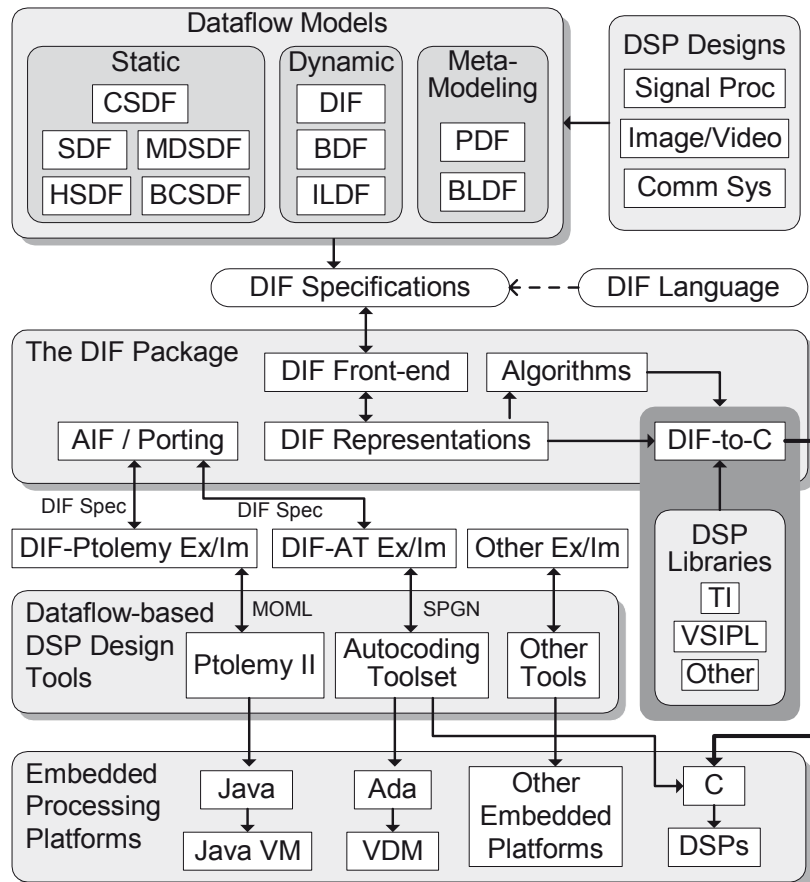 Dataflow Models
Static
CSDF
SDF
MDSDF
HSDF
BCSDF
Dynamic
DIF
BDF
ILDF
Meta-
Modeling
PDF
BLDF
DSP Designs
Signal Proc
Image/Video
Comm Sys
DIF Specifications
DIF Language
The DIF Package
DIF Front-end
Algorithms
AIF / Porting
DIF Representations
DIF-to-C
DIF Spec
DIF Spec
DIF-Ptolemy Ex/Im
DIF-AT Ex/Im
Other Ex/Im
DSP
Libraries
TI
VSIPL
Other
MOML
SPGN
Dataflow-based
DSP Design
Tools
Ptolemy II
Autocoding
Toolset
Other
Tools
Embedded
Processing
Platforms
Java
Java VM
Ada
VDM
Other
Embedded
Platforms
C
DSPs